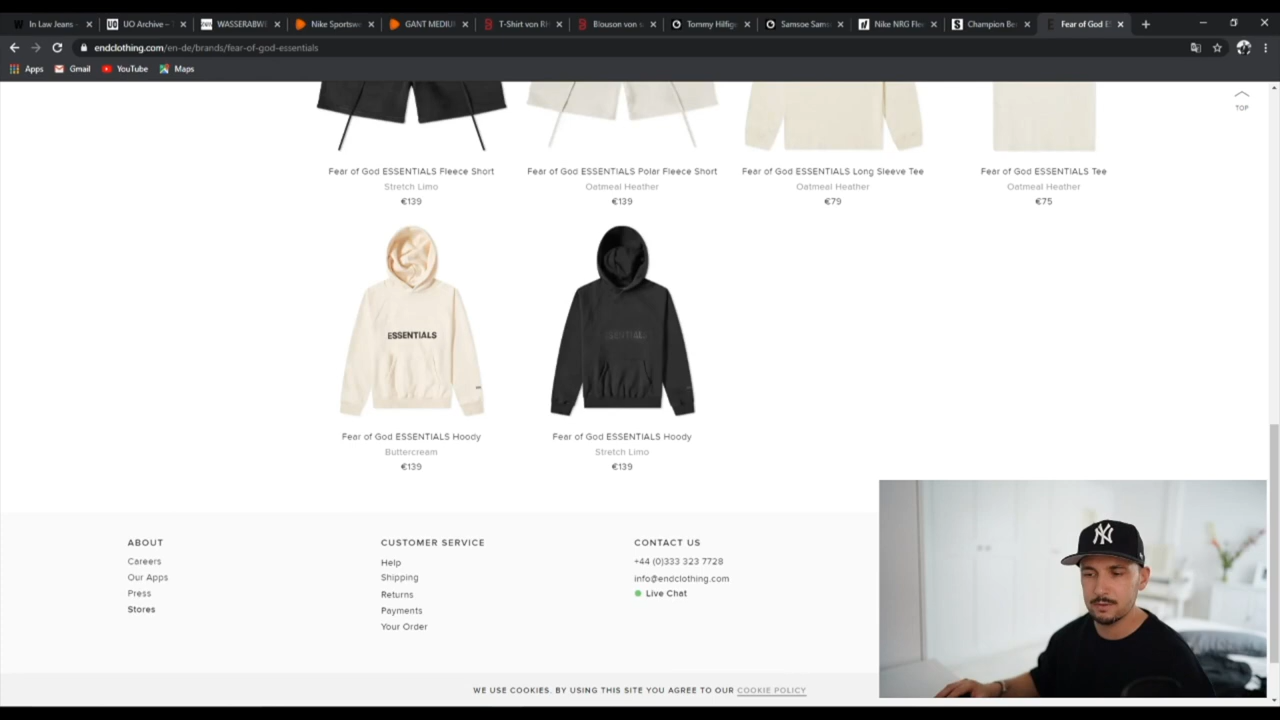 In Law Jeans -
UO Archive –
WASSERABW
Nike Sportsw
GANT MEDIU
T-Shirt von R
Blouson von
Tommy Hilfig
Samsoe Sams
Nike NRG Flee
Champion Be
Fear of God E
endclothing.com/en-de/brands/fear-of-god-essentials
Apps
Gmail
YouTube
Maps
TOP
Fear of God ESSENTIALS Fleece Short
Stretch Limo
€139
Fear of God ESSENTIALS Polar Fleece Short
Oatmeal Heather
€139
Fear of God ESSENTIALS Long Sleeve Tee
Oatmeal Heather
€79
Fear of God ESSENTIALS Tee
Oatmeal Heather
€75
ESSENTIALS
ESSENTIALS
Fear of God ESSENTIALS Hoody
Buttercream
€139
Fear of God ESSENTIALS Hoody
Stretch Limo
€139
ABOUT
Careers
Our Apps
Press
Stores
CUSTOMER SERVICE
Help
Shipping
Returns
Payments
Your Order
CONTACT US
+44 (0)333 323 7728
info@endclothing.com
Live Chat
NY
WE USE COOKIES. BY USING THIS SITE YOU AGREE TO OUR COOKIE POLICY